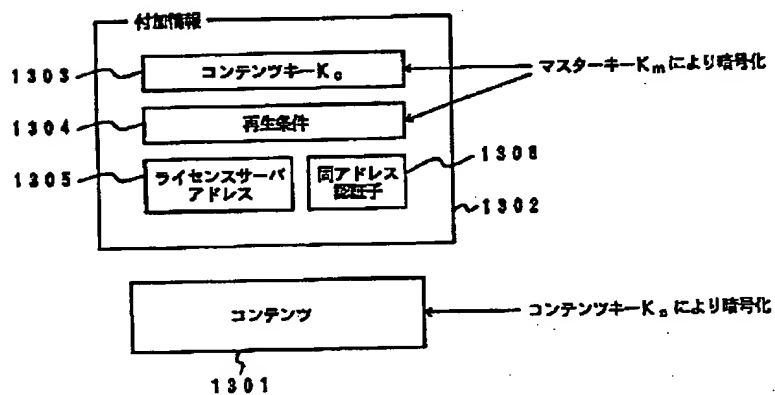 付加情報
1303
コンテンツキーKc
マスターキーKmにより暗号化
1304
再生条件
1308
1305
ライセンスサーバ
アドレス
同アドレス
認証子
1302
コンテンツ
コンテンツキーKcにより暗号化
1301